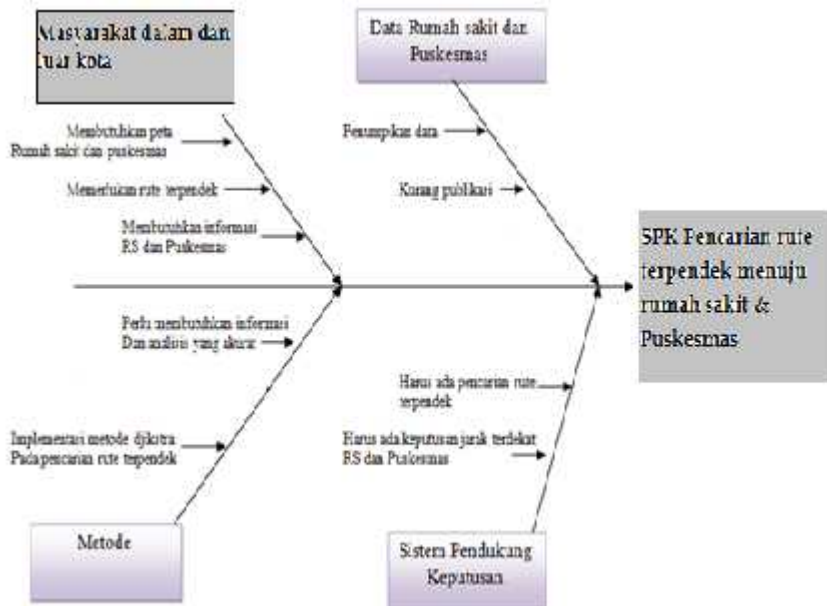 Masyarakat dalam dan
luar kota
Data Rumah sakit dan
Puskesmas
Membutuhkan peta
Rumah sakit dan puskesmas
Memerlukan rute terpendek
Membutuhkan informasi
RS dan Puskesmas
Penumpikan data
Kurang publikasi
SPK Pencarian rute
terpendek menuju
rumah sakit &
Puskesmas
Perlu membutuhkan informasi
Dan analisis yang akurat
Implementasi metode djikstra
Pada pencarian rute terpendek
Harus ada pencarian rute
terpendek
Harus ada keputusan jarak terdekat
RS dan Puskesmas
Metode
Sistem Pendukung
Keputusan